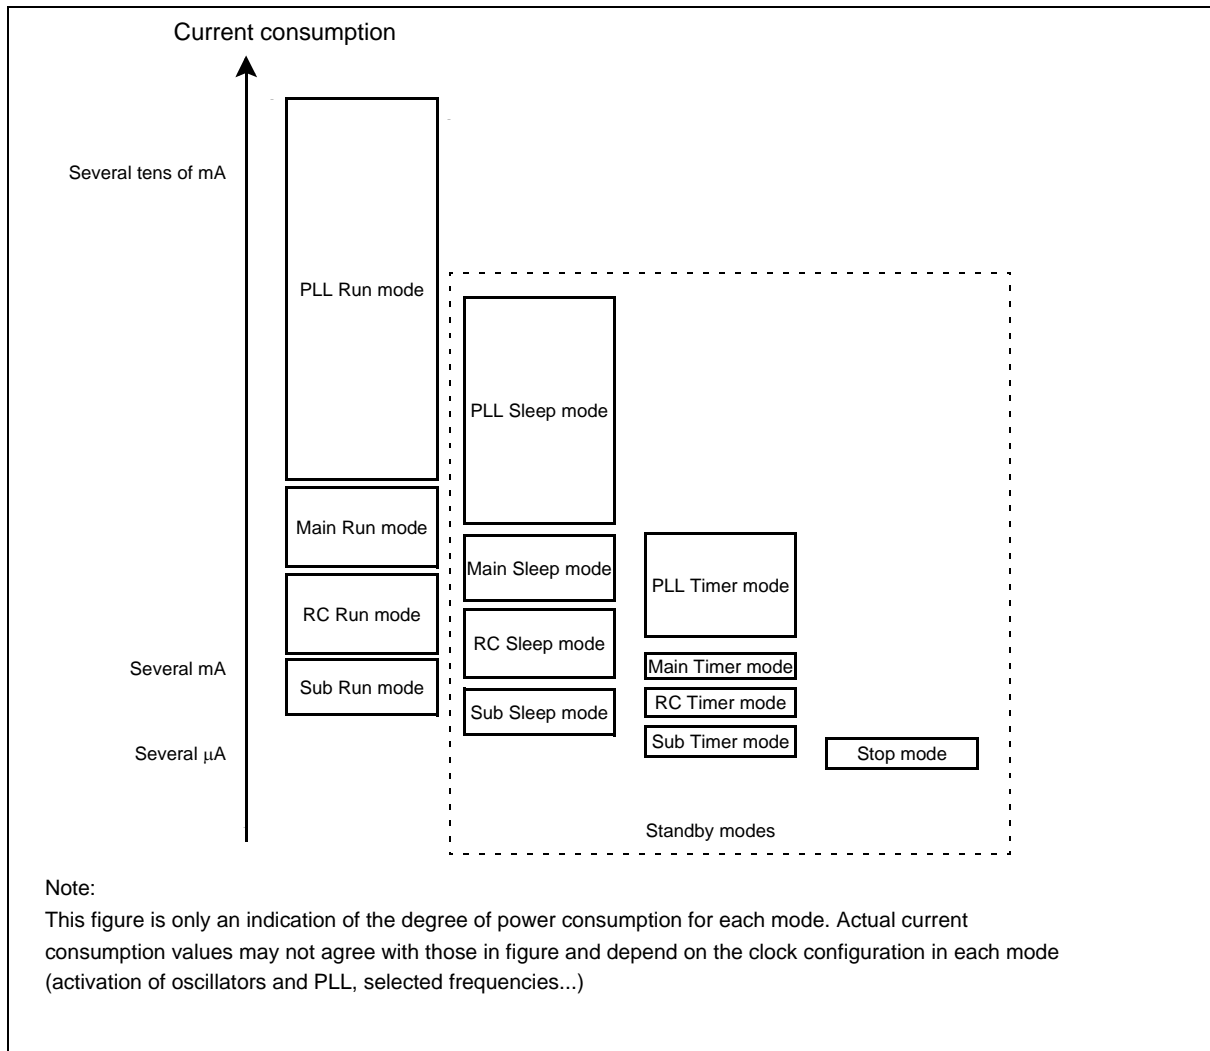 Current consumption
Several tens of mA
PLL Run mode
PLL Sleep mode
Main Run mode
Main Sleep mode
PLL Timer mode
RC Run mode
RC Sleep mode
Several mA
Main Timer mode
Sub Run mode
RC Timer mode
Sub Sleep mode
Sub Timer mode
Several μA
Stop mode
Standby modes
Note:
This figure is only an indication of the degree of power consumption for each mode. Actual current
consumption values may not agree with those in figure and depend on the clock configuration in each mode
(activation of oscillators and PLL, selected frequencies...)